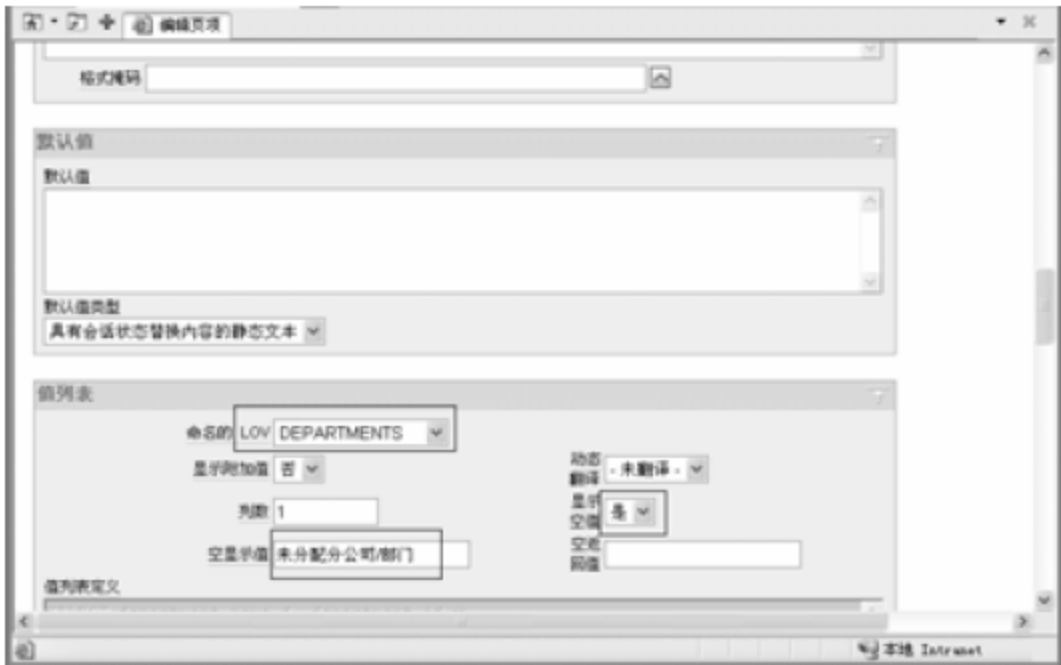 编辑页项
格式掩码
默认值
默认值
默认值类型
具有会话状态替换内容的静态文本
值列表
命名的 LOV DEPARTMENTS
显示附加值 否
动态翻译 - 未翻译 -
列数 1
显示空值 是
空显示值 未分配分公司/部门
空返回值
值列表定义
本地 Intranet